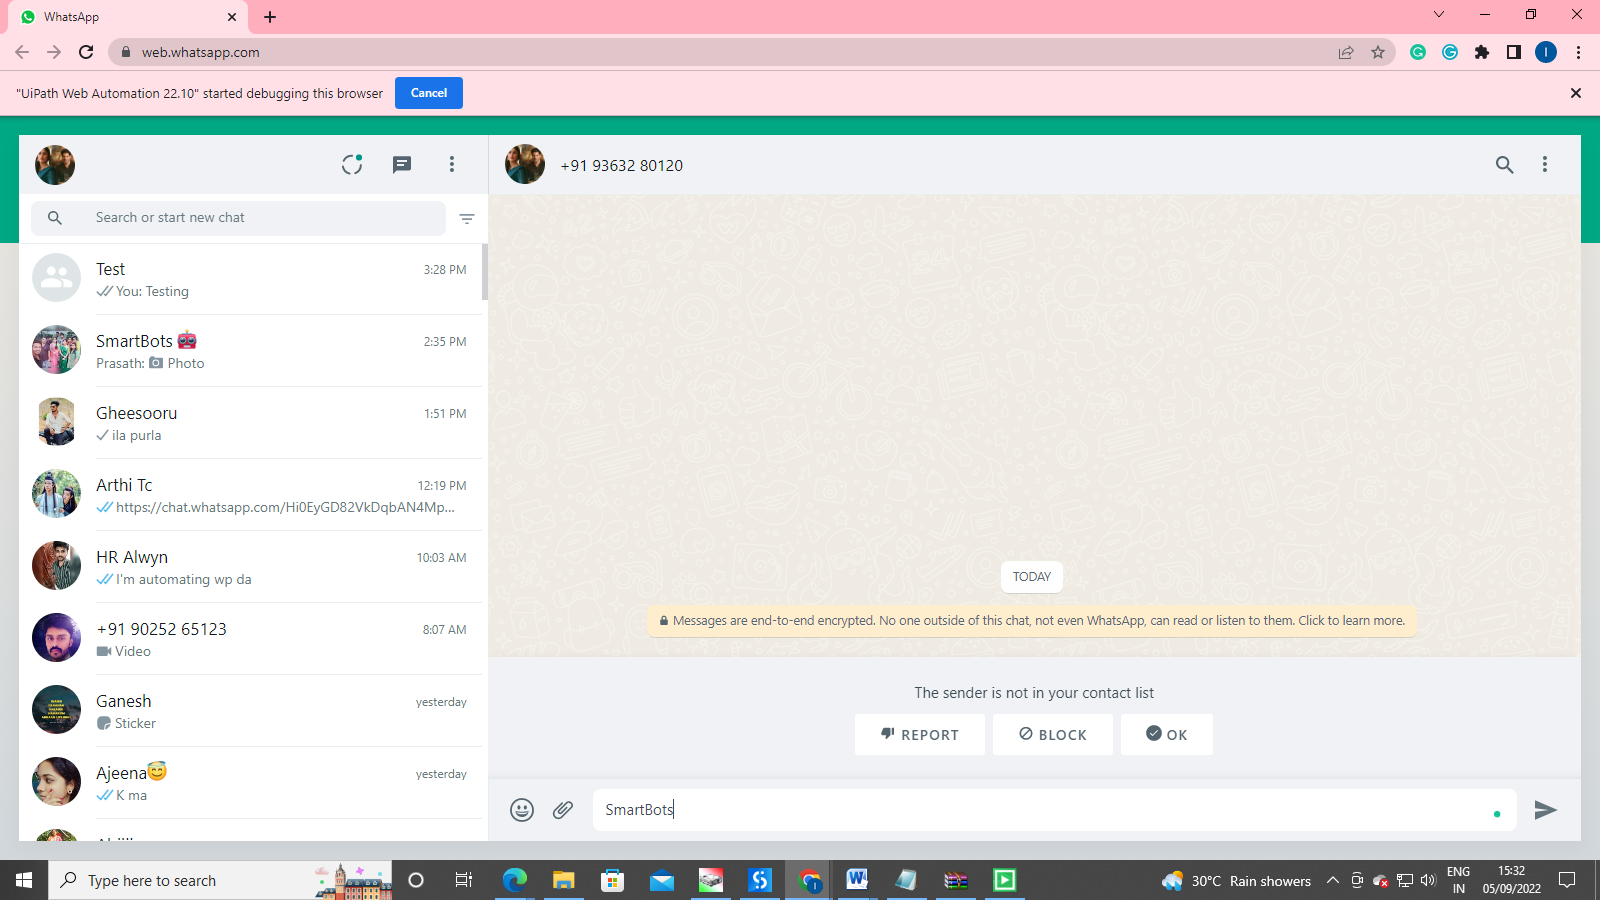 WhatsApp
web.whatsapp.com
I
"UiPath Web Automation 22.10" started debugging this browser
Cancel
+91 93632 80120
Search or start new chat
Test
3:28 PM
You: Testing
SmartBots 🤖
2:35 PM
Prasath: Photo
Gheesooru
1:51 PM
ila purla
Arthi Tc
12:19 PM
https://chat.whatsapp.com/Hi0EyGD82VkDqbAN4Mp...
HR Alwyn
10:03 AM
I'm automating wp da
+91 90252 65123
8:07 AM
Video
Ganesh
yesterday
Sticker
Ajeena😇
yesterday
K ma
TODAY
Messages are end-to-end encrypted. No one outside of this chat, not even WhatsApp, can read or listen to them. Click to learn more.
The sender is not in your contact list
REPORT
BLOCK
OK
SmartBots
Type here to search
30°C Rain showers
ENG
IN
15:32
05/09/2022